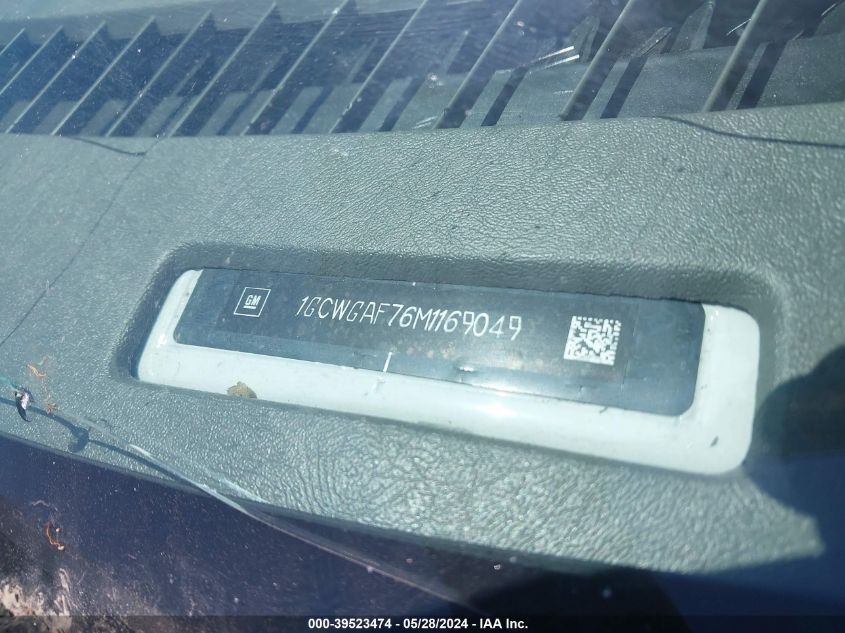 GM
1GCWGAF76M1169049
000-39523474 - 05/28/2024 - IAA Inc.